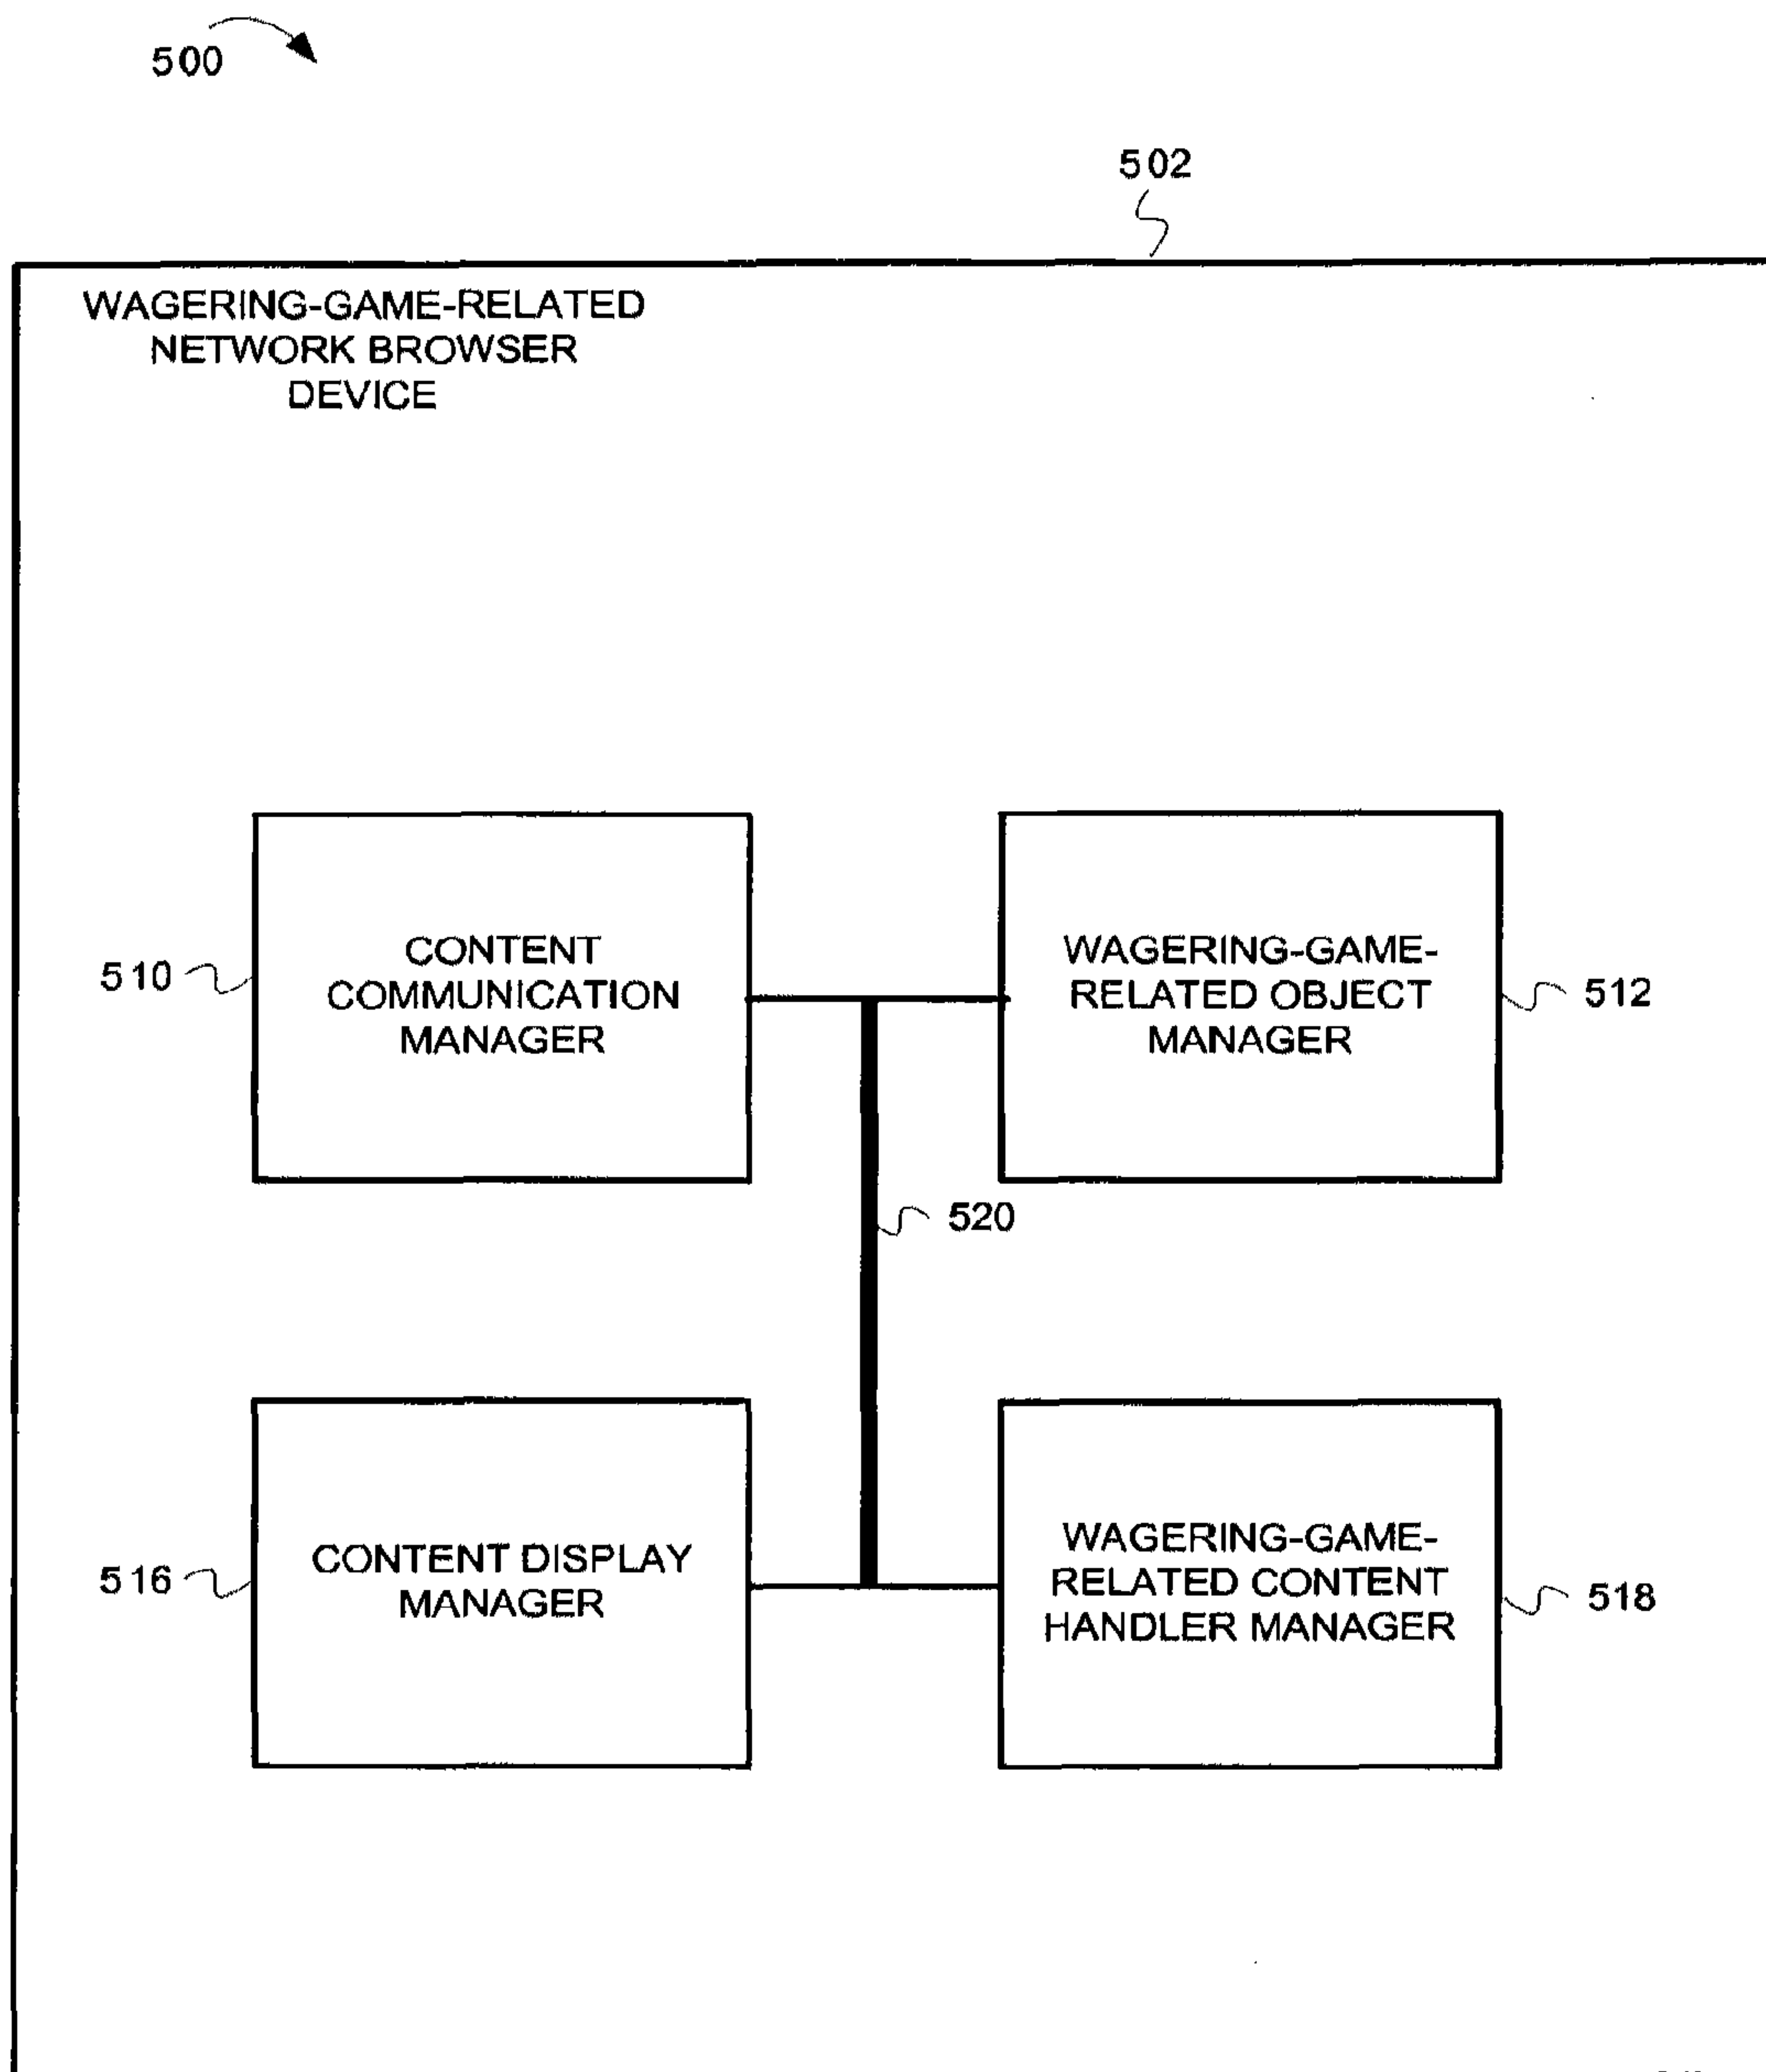 500
502
WAGERING-GAME-RELATED
NETWORK BROWSER
DEVICE
CONTENT
COMMUNICATION
MANAGER
510
WAGERING-GAME-
RELATED OBJECT
MANAGER
512
520
CONTENT DISPLAY
MANAGER
516
WAGERING-GAME-
RELATED CONTENT
HANDLER MANAGER
518